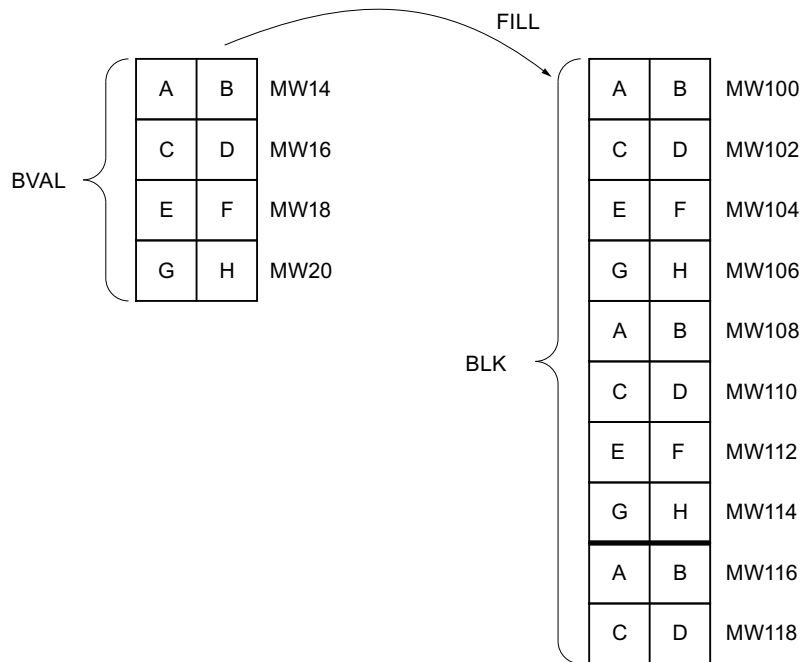 FILL
A B MW14
C D MW16
BVAL
E F MW18
G H MW20
A B MW100
C D MW102
E F MW104
G H MW106
A B MW108
BLK
C D MW110
E F MW112
G H MW114
A B MW116
C D MW118